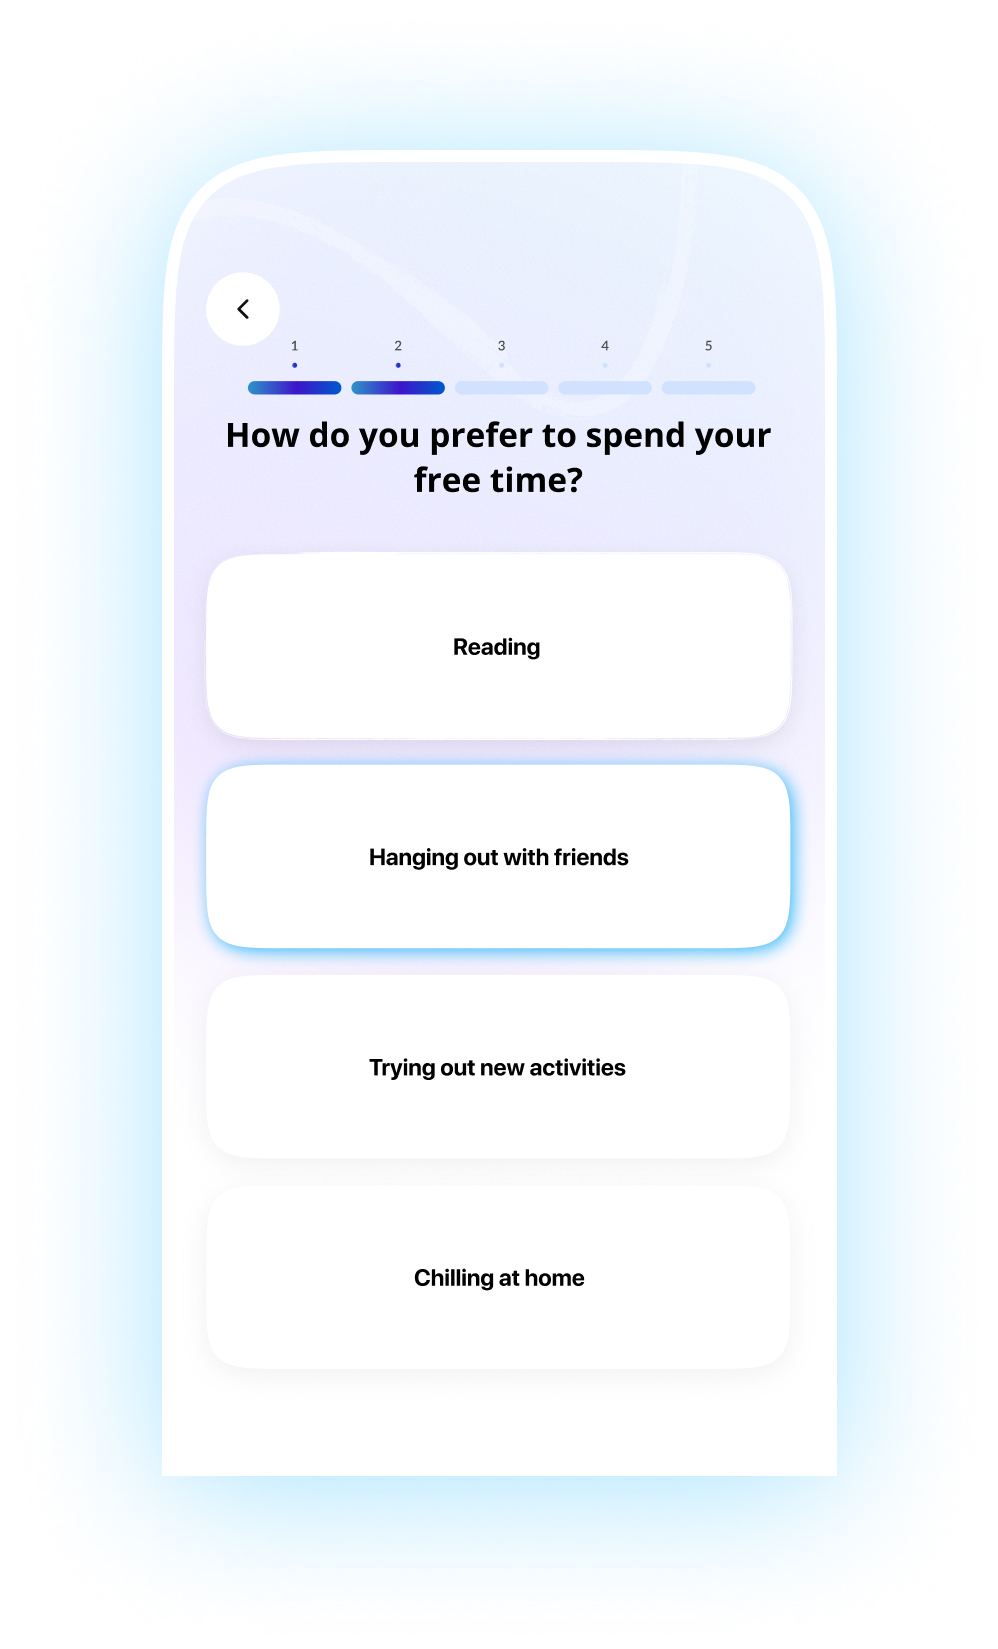 1 2 3 4 5
How do you prefer to spend your
free time?
Reading
Hanging out with friends
Trying out new activities
Chilling at home